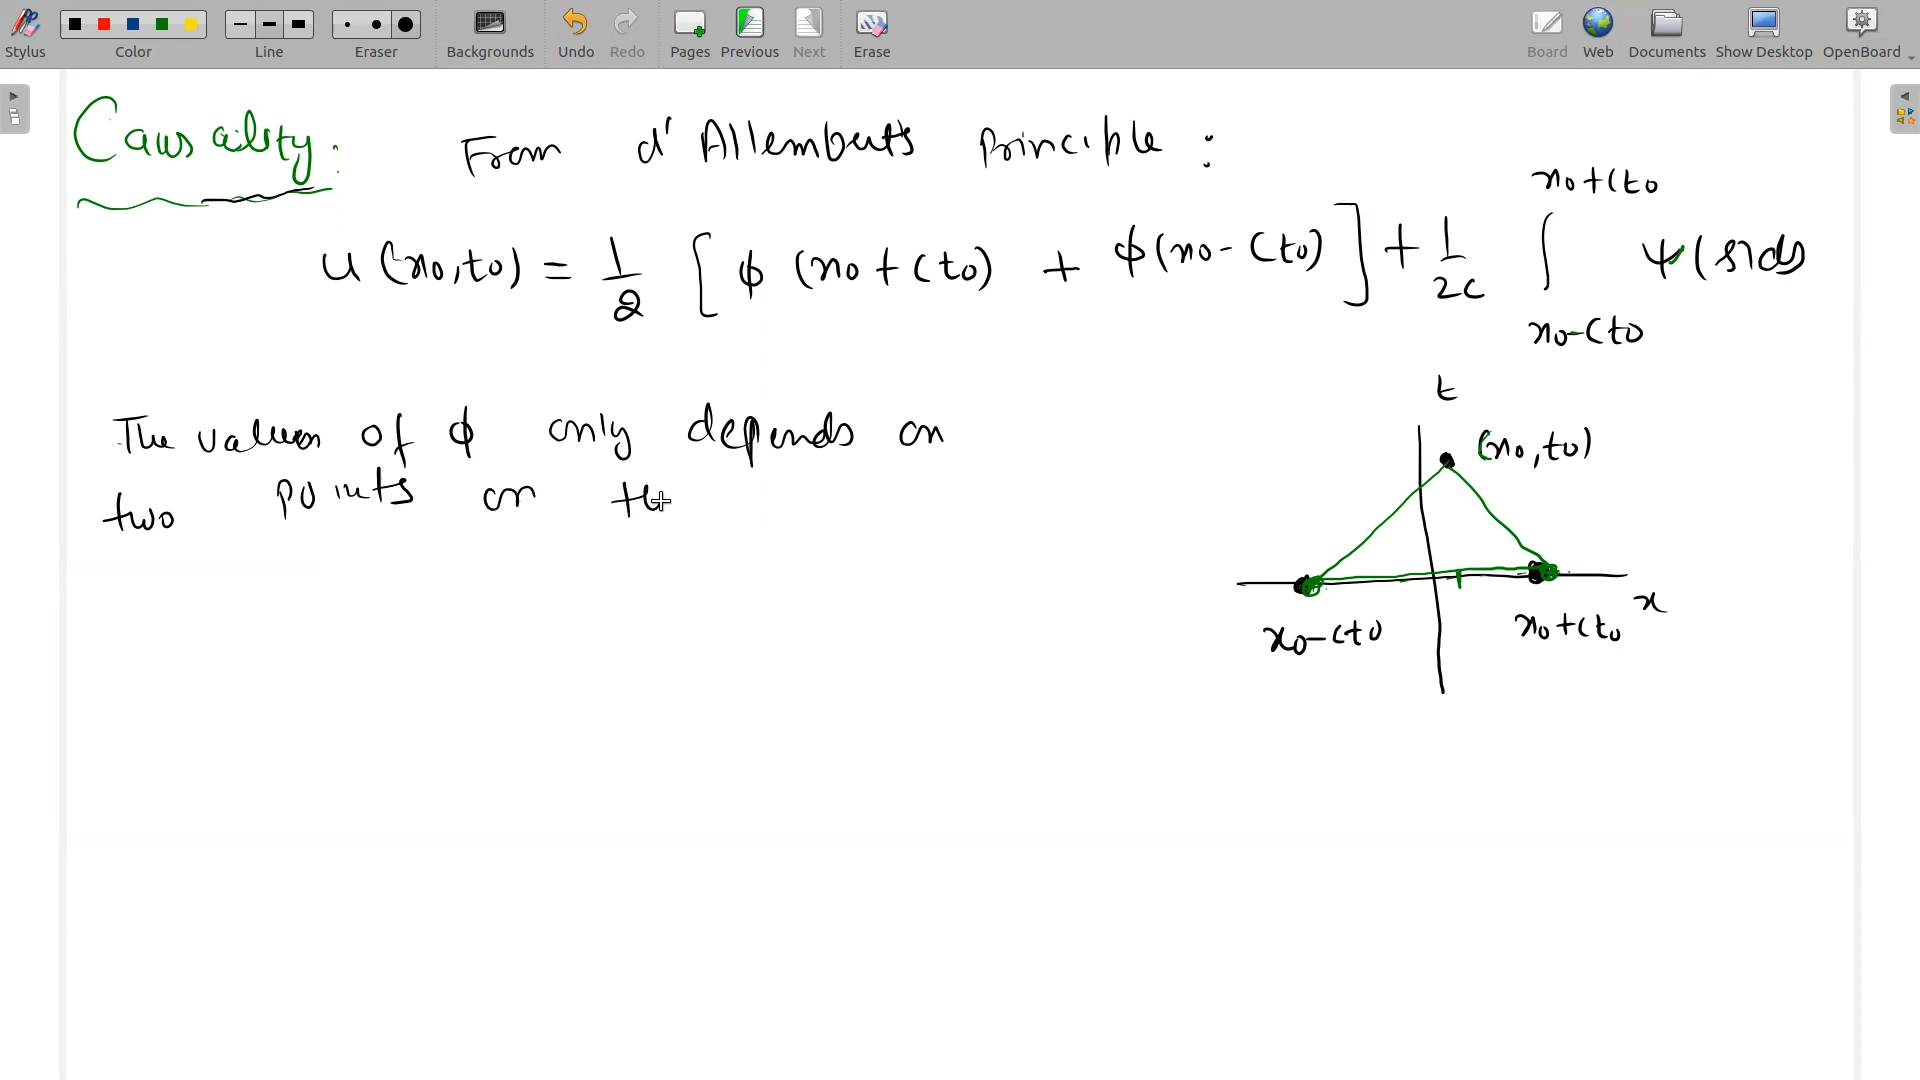 Stylus Color Line Eraser Backgrounds Undo Redo Pages Previous Next Erase Board Web Documents Show Desktop OpenBoard
Causality: From d'Allembert's Principle :
x0+ct0
u(x0,t0) = 1/2 [ϕ(x0+ct0) + ϕ(x0-ct0)] + 1/2c ∫ ψ(s)ds
x0-ct0
t
(x0,t0)
The values of ϕ only depends on
two points on the
x0-ct0 x0+ct0 x